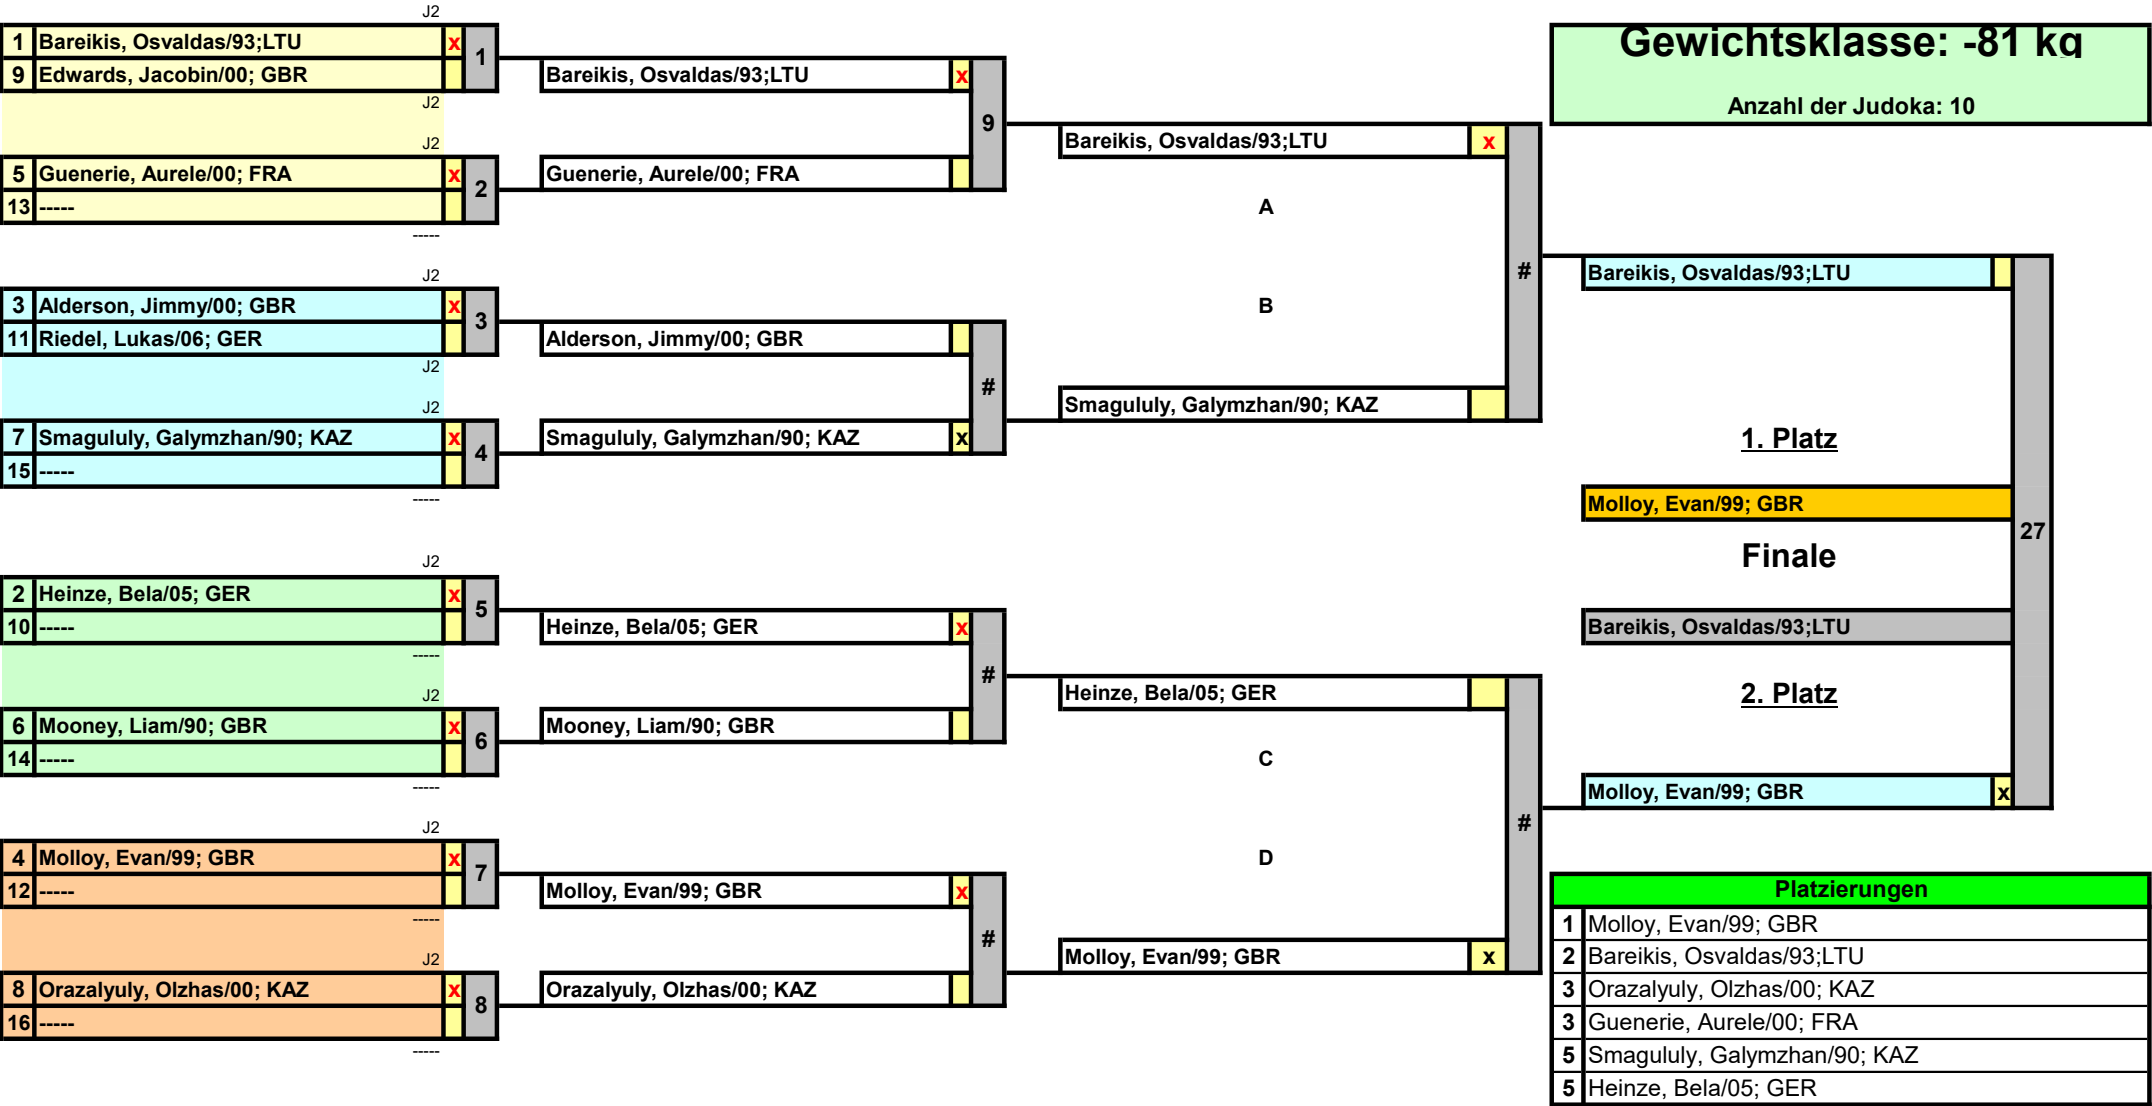 J2
1 Bareikis, Osvaldas/93;LTU x
9 Edwards, Jacobin/00; GBR
1
J2
J2
5 Guenerie, Aurele/00; FRA x
13 -----
2
-----
J2
3 Alderson, Jimmy/00; GBR x
11 Riedel, Lukas/06; GER
3
J2
J2
7 Smagululy, Galymzhan/90; KAZ x
15 -----
4
-----
J2
2 Heinze, Bela/05; GER x
10 -----
5
-----
J2
6 Mooney, Liam/90; GBR x
14 -----
6
-----
J2
4 Molloy, Evan/99; GBR x
12 -----
7
-----
J2
8 Orazalyuly, Olzhas/00; KAZ x
16 -----
8
-----
Bareikis, Osvaldas/93;LTU x
9
Guenerie, Aurele/00; FRA
Alderson, Jimmy/00; GBR
#
Smagululy, Galymzhan/90; KAZ x
Heinze, Bela/05; GER x
#
Mooney, Liam/90; GBR
Molloy, Evan/99; GBR x
#
Orazalyuly, Olzhas/00; KAZ
Bareikis, Osvaldas/93;LTU x
A
#
B
Smagululy, Galymzhan/90; KAZ
Heinze, Bela/05; GER
C
#
D
Molloy, Evan/99; GBR x
Gewichtsklasse: -81 kg
Anzahl der Judoka: 10
Bareikis, Osvaldas/93;LTU
1. Platz
Molloy, Evan/99; GBR
27
Finale
Bareikis, Osvaldas/93;LTU
2. Platz
Molloy, Evan/99; GBR x
Platzierungen
1 Molloy, Evan/99; GBR
2 Bareikis, Osvaldas/93;LTU
3 Orazalyuly, Olzhas/00; KAZ
3 Guenerie, Aurele/00; FRA
5 Smagululy, Galymzhan/90; KAZ
5 Heinze, Bela/05; GER